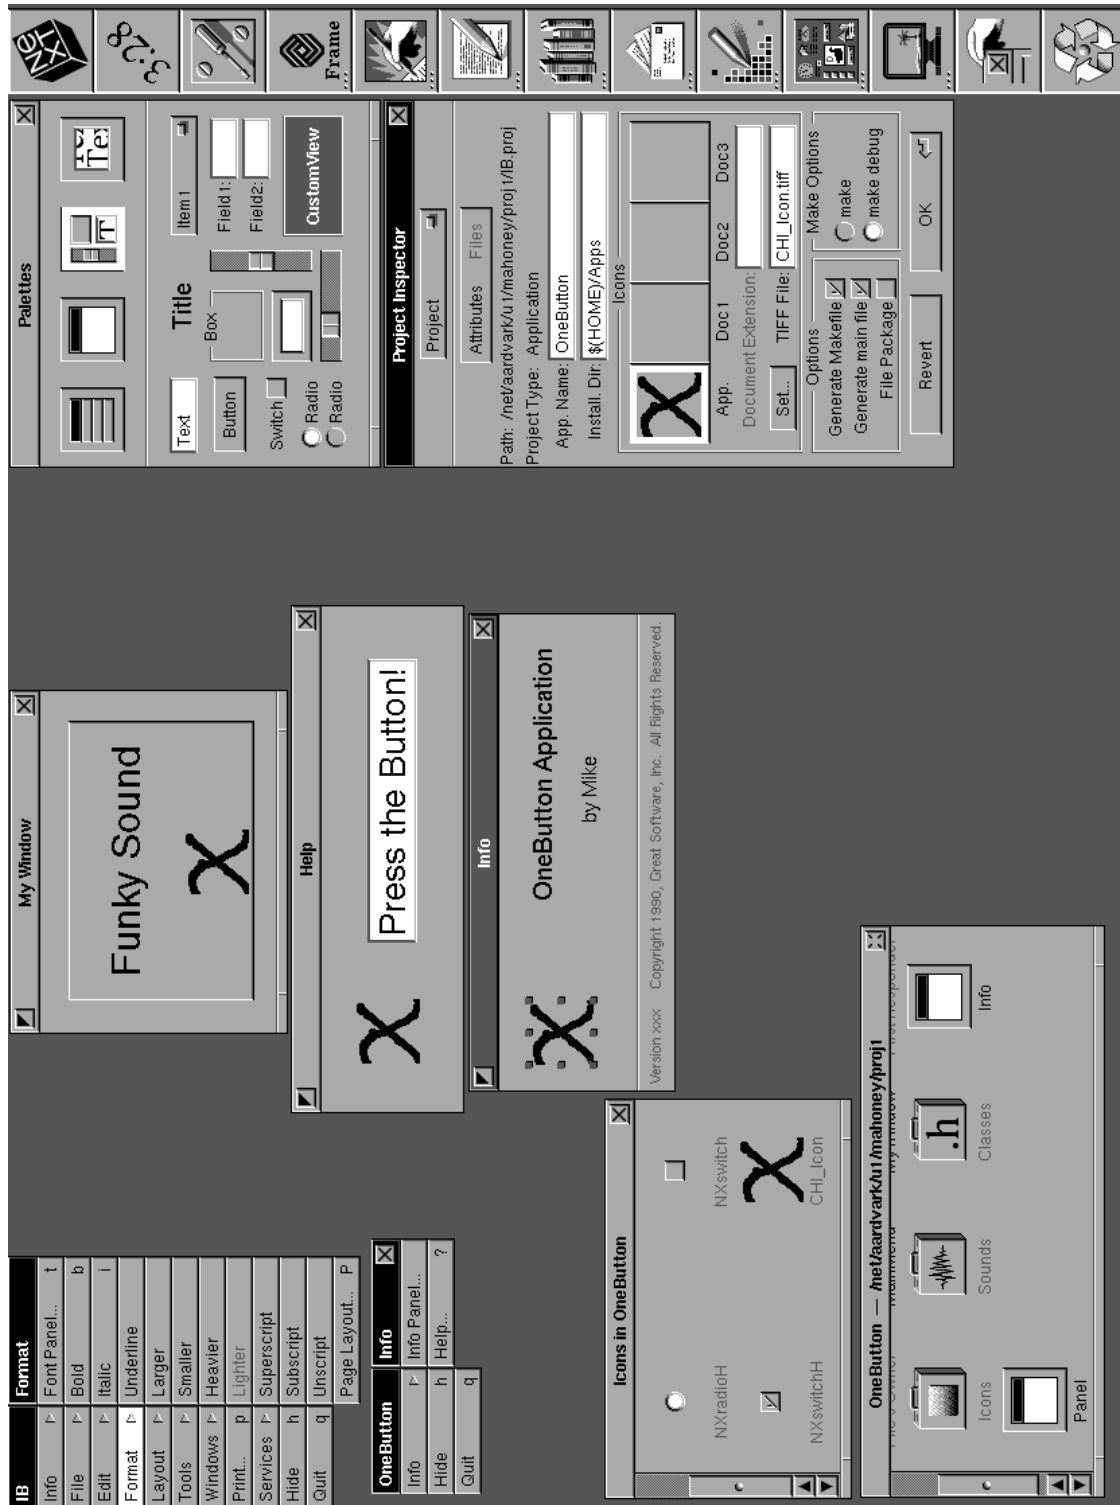 IB
Info
File
Edit
Format
Layout
Tools
Windows
Print... p
Services
Hide h
Quit q
Format
Font Panel... t
Bold b
Italic i
Underline
Larger
Smaller
Heavier
Lighter
Superscript
Subscript
Unscript
Page Layout... P
OneButton
Info
Hide h
Quit q
Info
Info Panel...
Help... ?
My Window
Funky Sound
Help
Press the Button!
Info
OneButton Application
by Mike
Version xxx Copyright 1990, Great Software, Inc. All Rights Reserved.
Icons in OneButton
NXradioH
NXswitch
NXswitchH
CHI_Icon
OneButton — /net/aardvark/u1/mahoney/proj1
File's Owner MainMenu MyWindow First Responder
Icons Sounds Classes Info
.h
Panel
Palettes
Text Title Item1
Button Box Field1:
Switch Field2:
Radio
Radio
CustomView
Project Inspector
Project
Attributes Files
Path: /net/aardvark/u1/mahoney/proj1/IB.proj
Project Type: Application
App. Name: OneButton
Install. Dir: $(HOME)/Apps
Icons
App. Doc1 Doc2 Doc3
Document Extension:
Set... TIFF File: CHI_Icon.tiff
Options
Generate Makefile
Generate main file
File Package
Make Options
make
make debug
Revert OK
NeXT
3.28
Frame